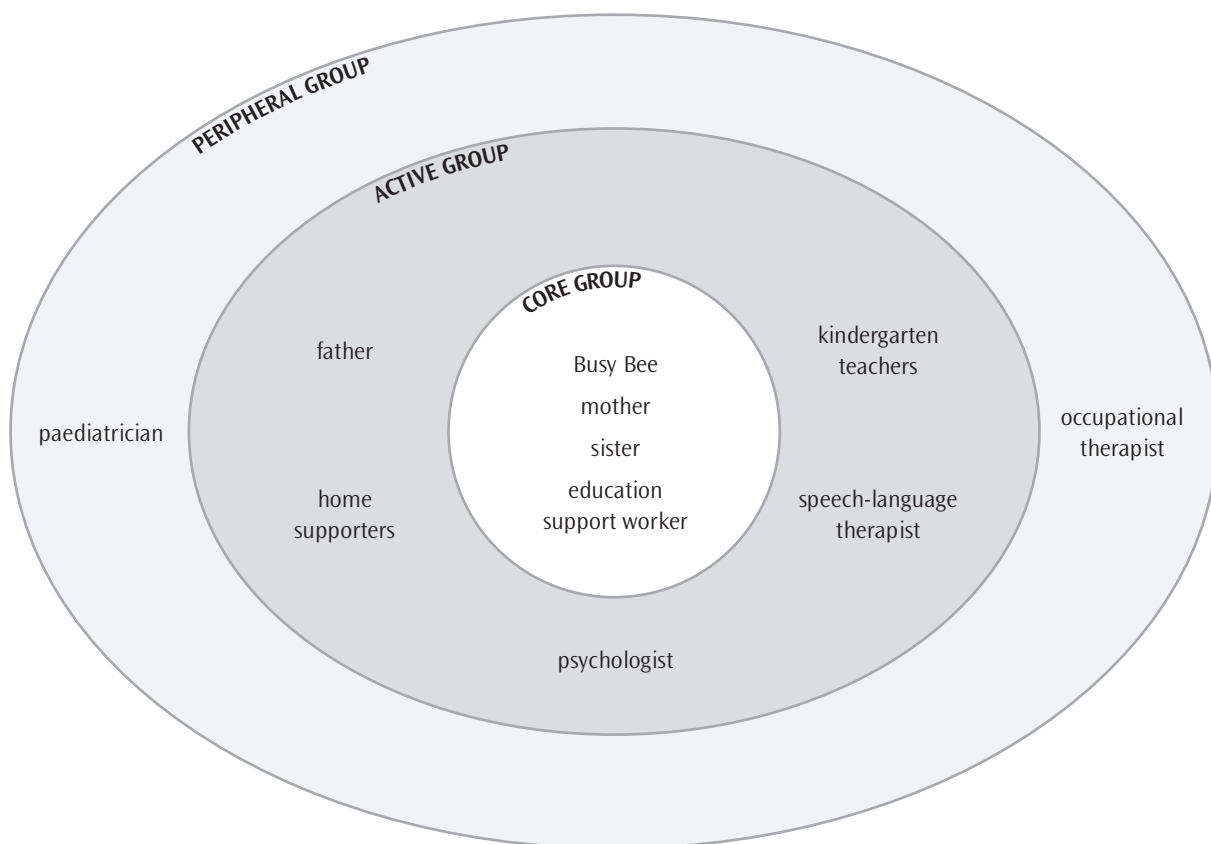 PERIPHERAL GROUP
ACTIVE GROUP
CORE GROUP
Busy Bee
mother
sister
education
support worker
father
home
supporters
kindergarten
teachers
speech-language
therapist
psychologist
paediatrician
occupational
therapist